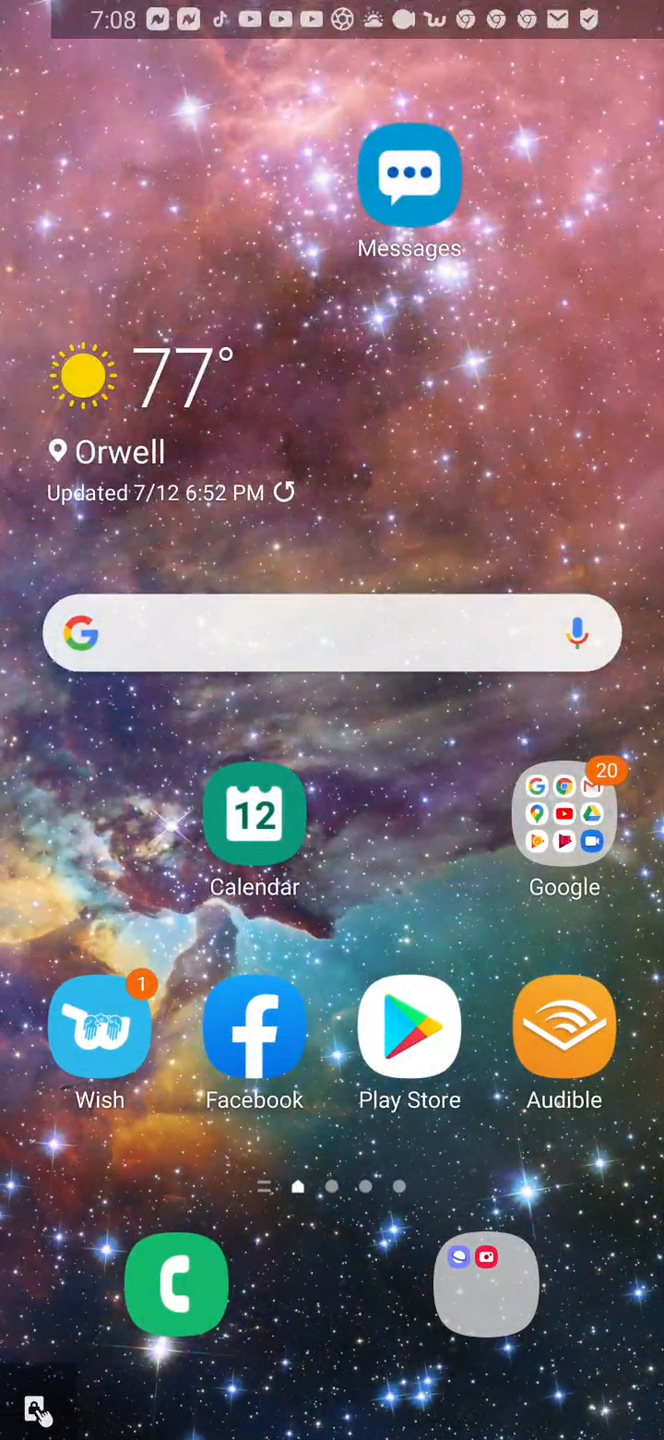 7:08
Messages
77°
Orwell
Updated 7/12 6:52 PM
12
20
Calendar
Google
1
Wish
Facebook
Play Store
Audible